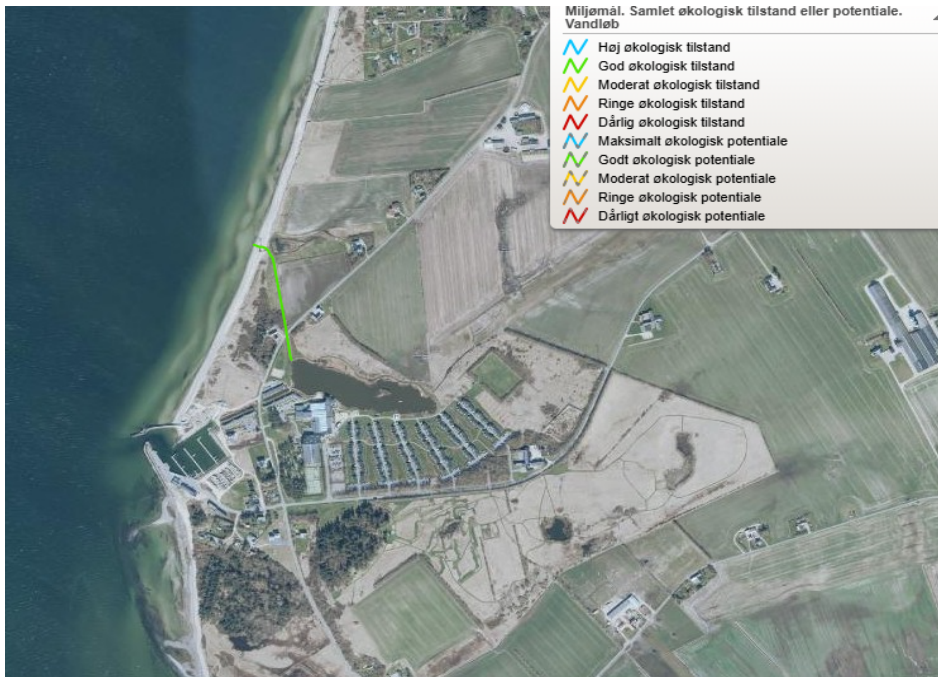 Miljømål. Samlet økologisk tilstand eller potentiale.
Vandløb
Høj økologisk tilstand
God økologisk tilstand
Moderat økologisk tilstand
Ringe økologisk tilstand
Dårlig økologisk tilstand
Maksimalt økologisk potentiale
Godt økologisk potentiale
Moderat økologisk potentiale
Ringe økologisk potentiale
Dårligt økologisk potentiale